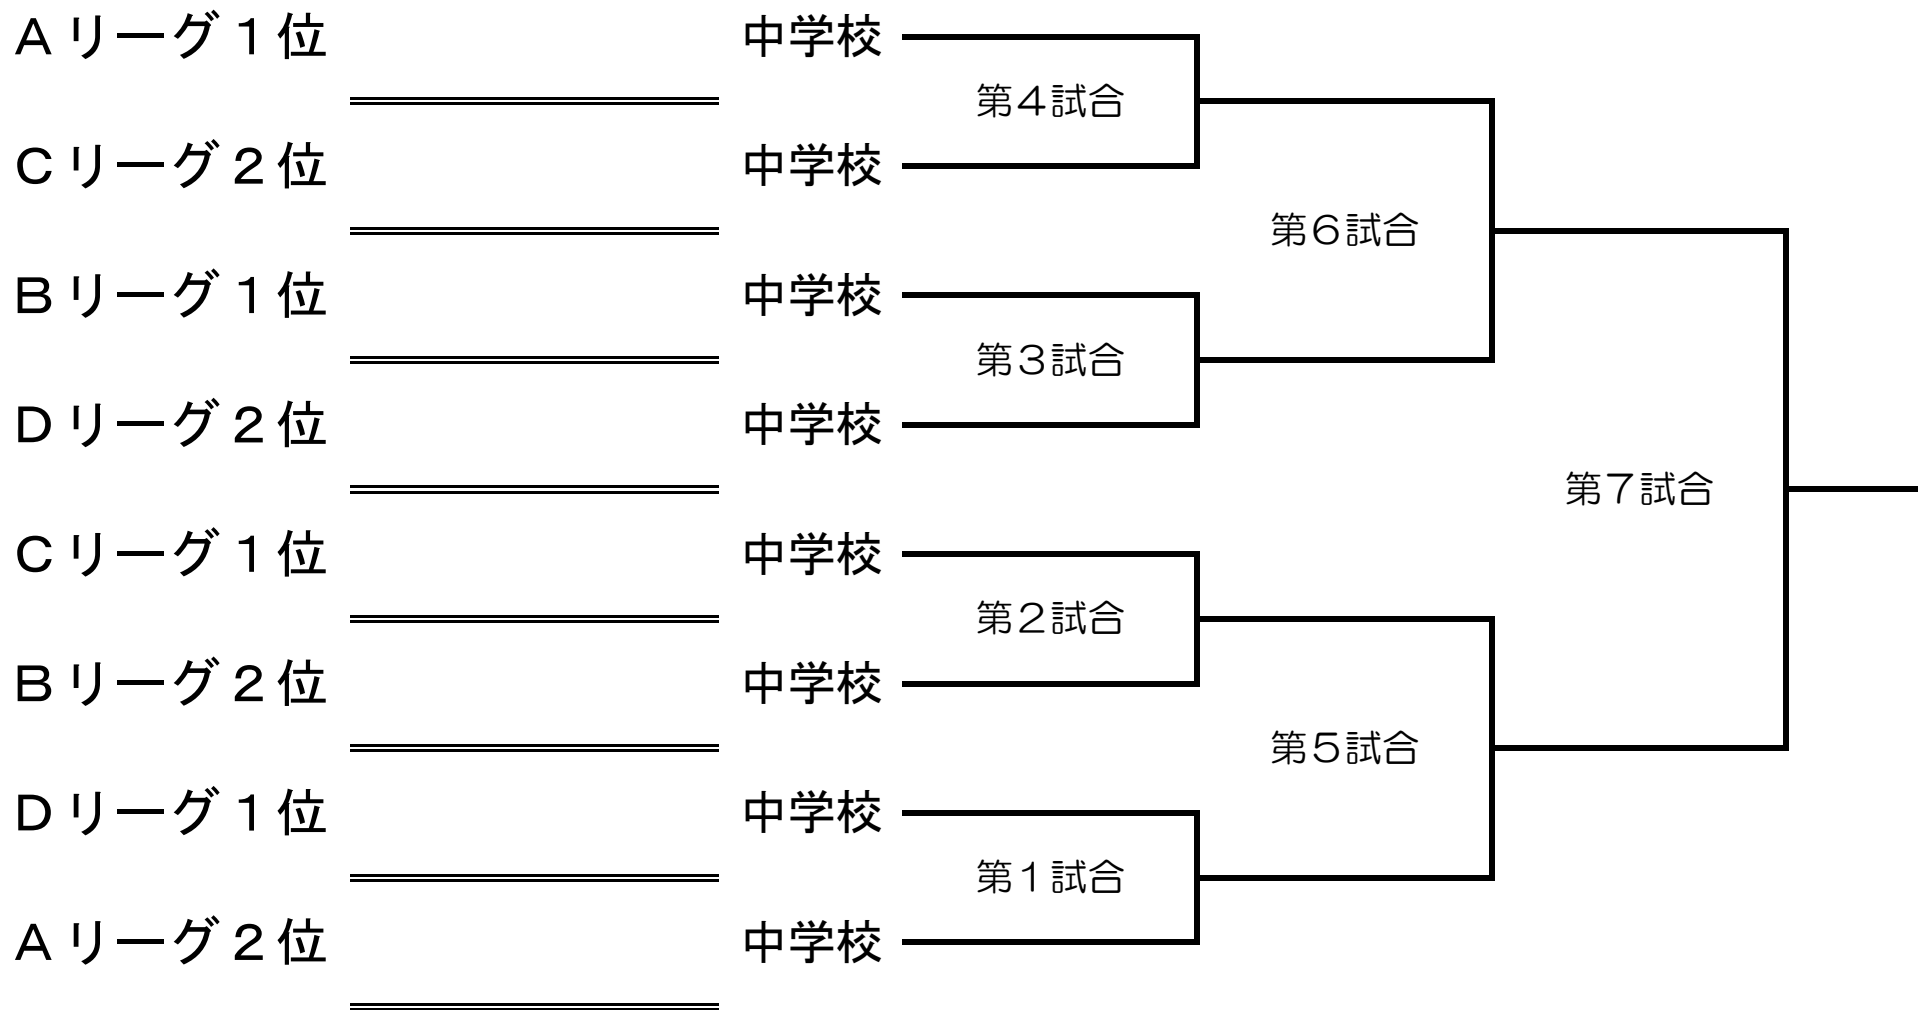 Ａリーグ１位　中学校
第４試合
Ｃリーグ２位　中学校
第６試合
Ｂリーグ１位　中学校
第３試合
Ｄリーグ２位　中学校
第７試合
Ｃリーグ１位　中学校
第２試合
Ｂリーグ２位　中学校
第５試合
Ｄリーグ１位　中学校
第１試合
Ａリーグ２位　中学校